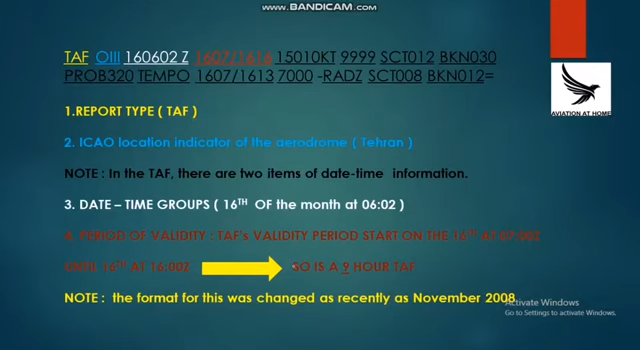 www.BANDICAM.com
TAF OIII 160602 Z 1607/1616 15010KT 9999 SCT012 BKN030
PROB320 TEMPO 1607/1613 7000 -RADZ SCT008 BKN012=
AVIATION AT HOME
1.REPORT TYPE ( TAF )
2. ICAO location indicator of the aerodrome ( Tehran )
NOTE : In the TAF, there are two items of date-time information.
3. DATE – TIME GROUPS ( 16TH OF the month at 06:02 )
4. PERIOD OF VALIDITY : TAF's VALIDITY PERIOD START ON THE 16TH AT 07:00Z
UNTIL 16TH AT 16:00Z SO IS A 9 HOUR TAF
NOTE : the format for this was changed as recently as November 2008
Activate Windows
Go to Settings to activate Windows.